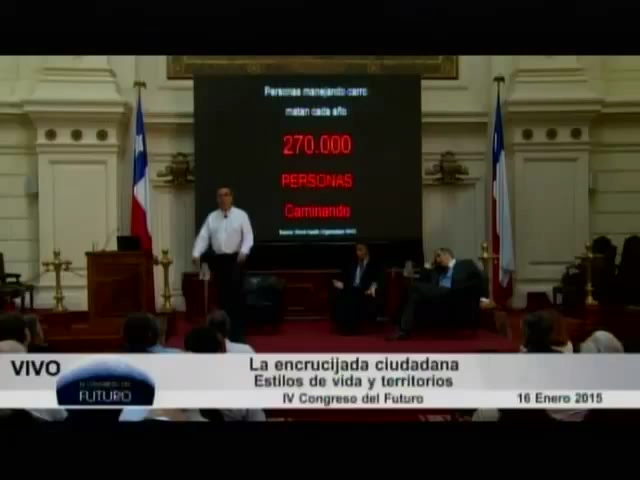 Personas manejando carro
matan cada año
270.000
PERSONAS
Caminando
VIVO
FUTURO
La encrucijada ciudadana
Estilos de vida y territorios
IV Congreso del Futuro
16 Enero 2015